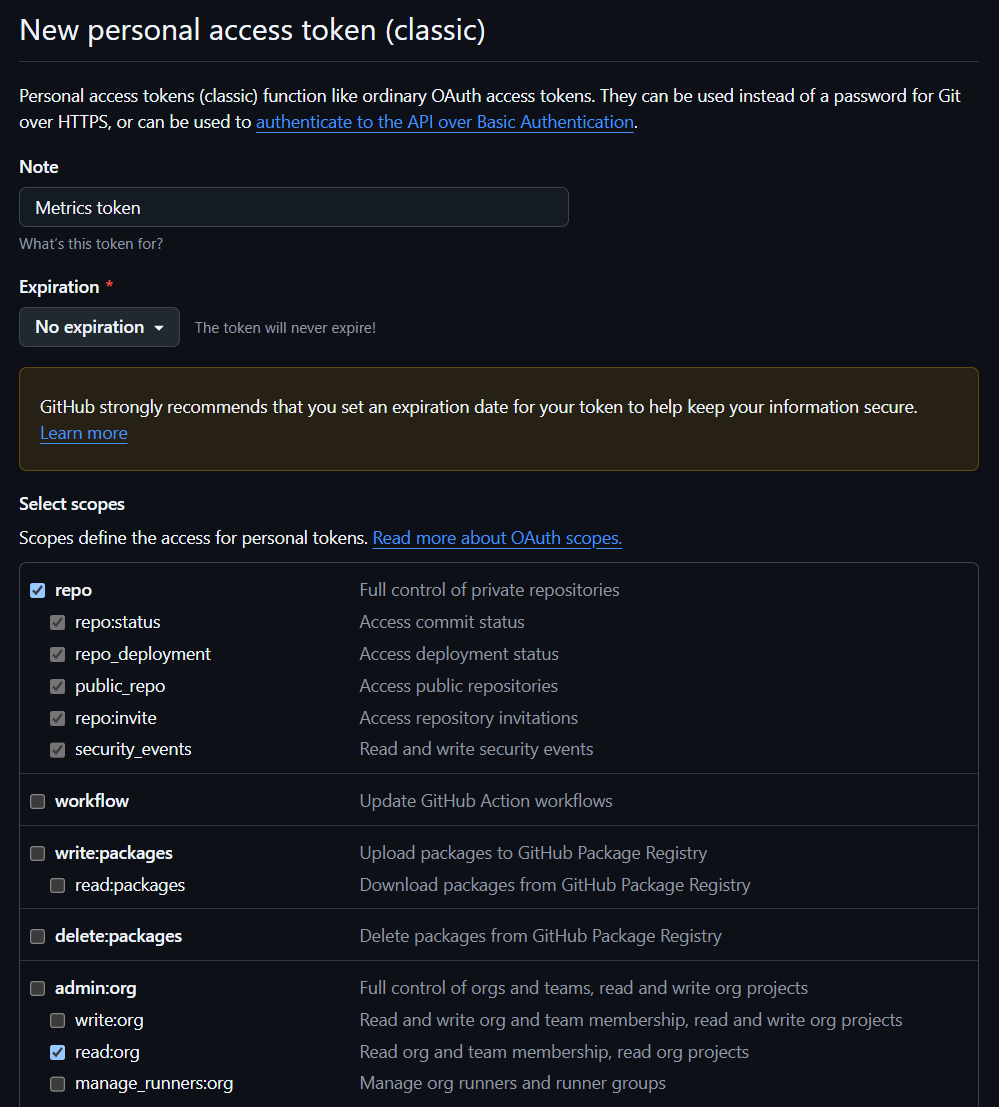 New personal access token (classic)
Personal access tokens (classic) function like ordinary OAuth access tokens. They can be used instead of a password for Git
over HTTPS, or can be used to authenticate to the API over Basic Authentication.
Note
Metrics token
What's this token for?
Expiration *
No expiration The token will never expire!
GitHub strongly recommends that you set an expiration date for your token to help keep your information secure.
Learn more
Select scopes
Scopes define the access for personal tokens. Read more about OAuth scopes.
repo Full control of private repositories
repo:status Access commit status
repo_deployment Access deployment status
public_repo Access public repositories
repo:invite Access repository invitations
security_events Read and write security events
workflow Update GitHub Action workflows
write:packages Upload packages to GitHub Package Registry
read:packages Download packages from GitHub Package Registry
delete:packages Delete packages from GitHub Package Registry
admin:org Full control of orgs and teams, read and write org projects
write:org Read and write org and team membership, read and write org projects
read:org Read org and team membership, read org projects
manage_runners:org Manage org runners and runner groups